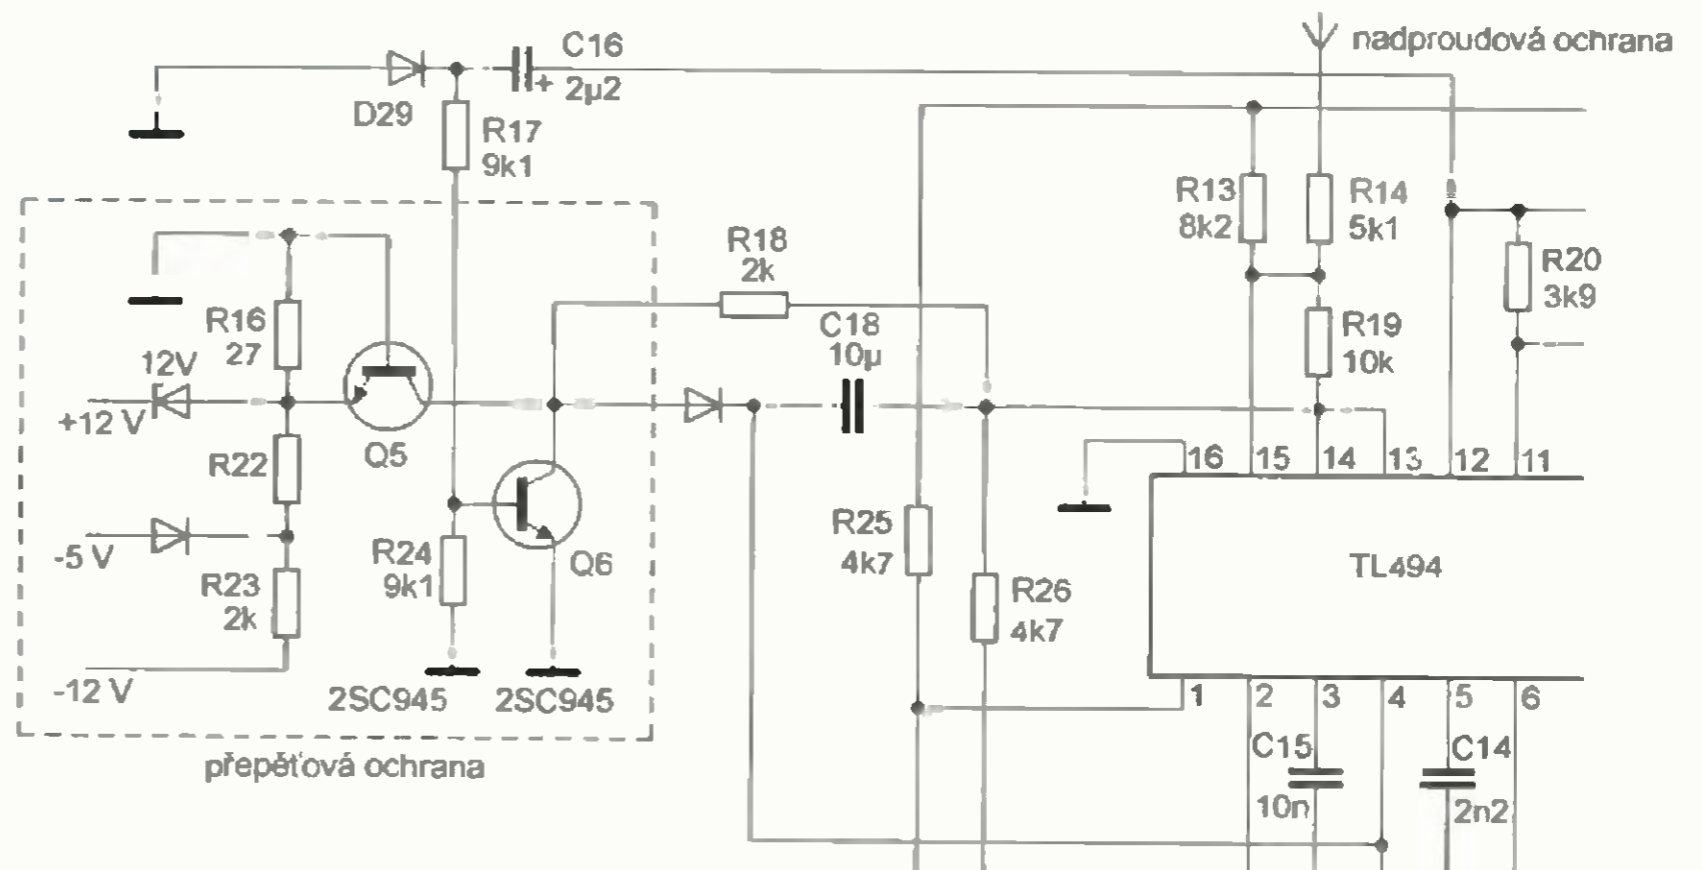 C16
+ 2µ2
nadproudová ochrana
D29
R17
9k1
R13
8k2
R14
5k1
R18
2k
R20
3k9
R16
27
C18
10µ
R19
10k
12V
+12 V
Q5
R22
16 15 14 13 12 11
-5 V
R24
9k1
Q6
R25
4k7
TL494
R23
2k
R26
4k7
-12 V
2SC945 2SC945
1 2 3 4 5 6
přepěťová ochrana
C15
10n
C14
2n2